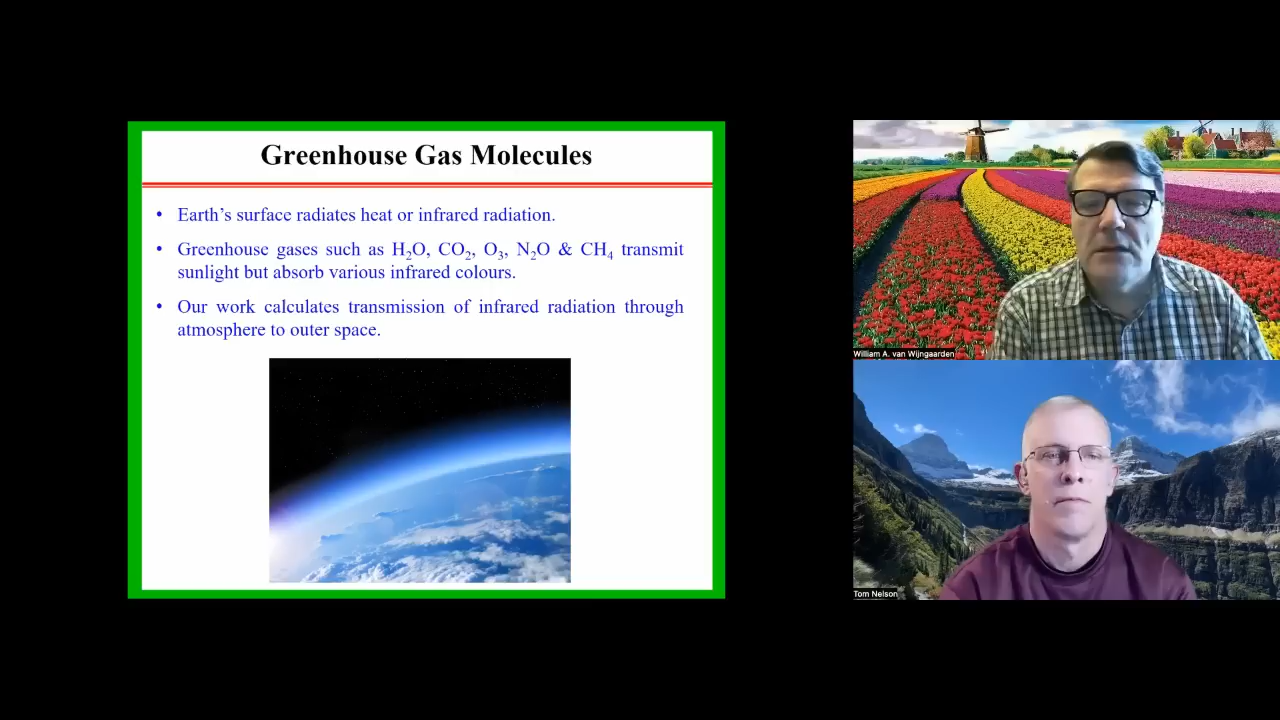 Greenhouse Gas Molecules
• Earth's surface radiates heat or infrared radiation.
• Greenhouse gases such as H₂O, CO₂, O₃, N₂O & CH₄ transmit
sunlight but absorb various infrared colours.
• Our work calculates transmission of infrared radiation through
atmosphere to outer space.
William A. van Wijngaarden
Tom Nelson